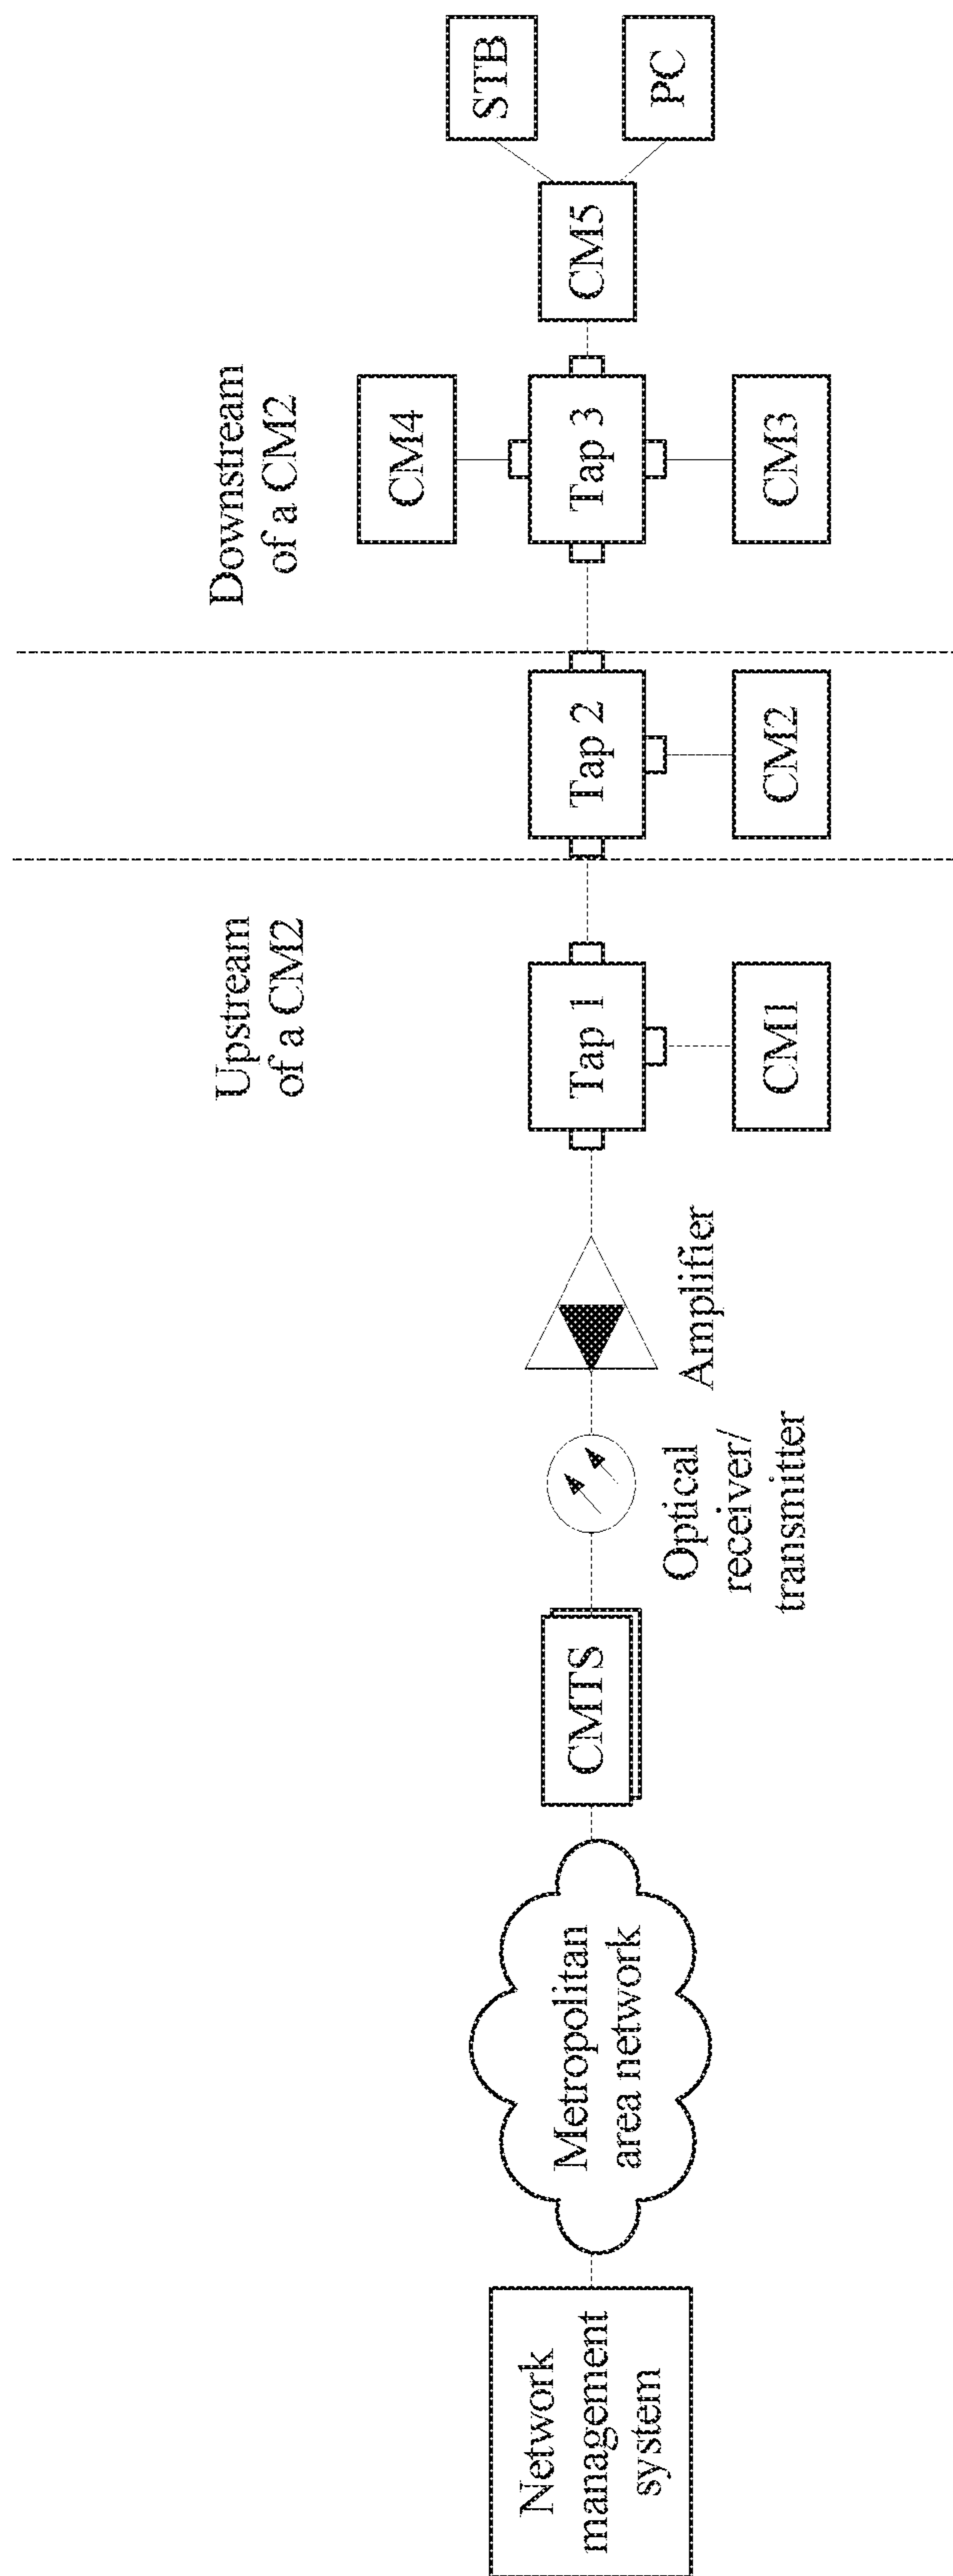 Network
management
system
Metropolitan
area network
CMTS
Optical
receiver/
transmitter
Amplifier
Upstream
of a CM2
Tap 1
CM1
Tap 2
CM2
Downstream
of a CM2
CM4
Tap 3
CM3
CM5
STB
PC